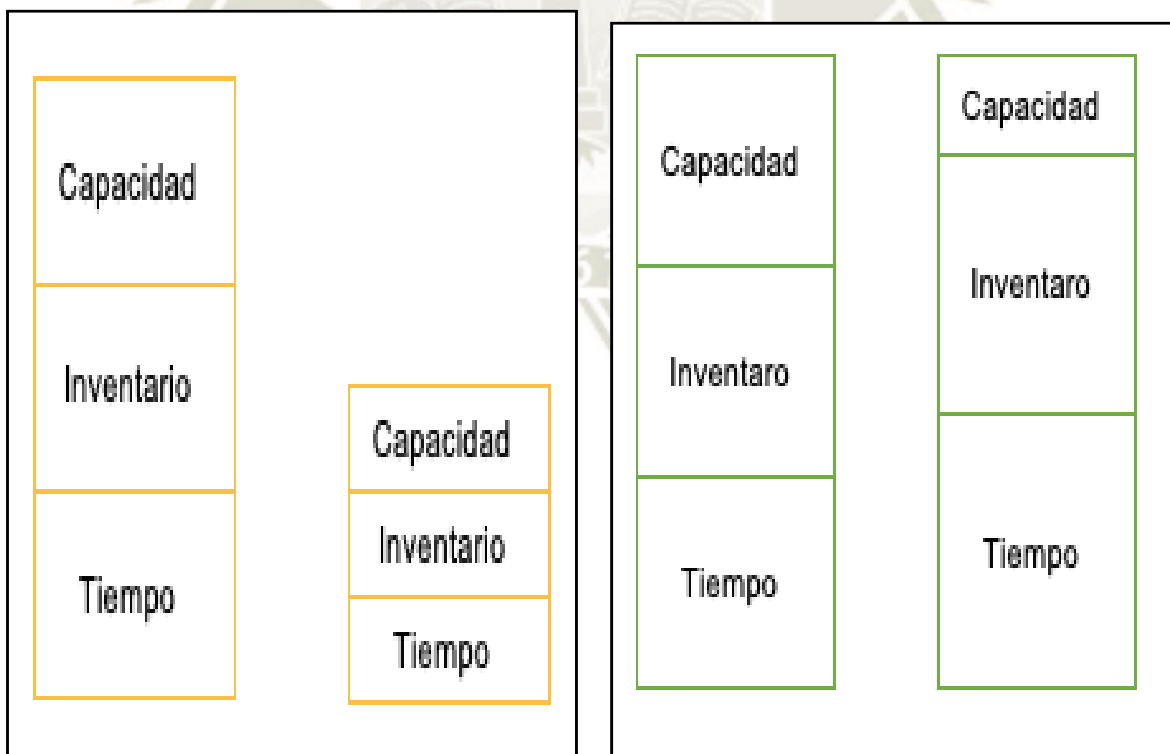 Capacidad
Inventario
Tiempo
Capacidad
Inventario
Tiempo
Capacidad
Inventaro
Tiempo
Capacidad
Inventaro
Tiempo